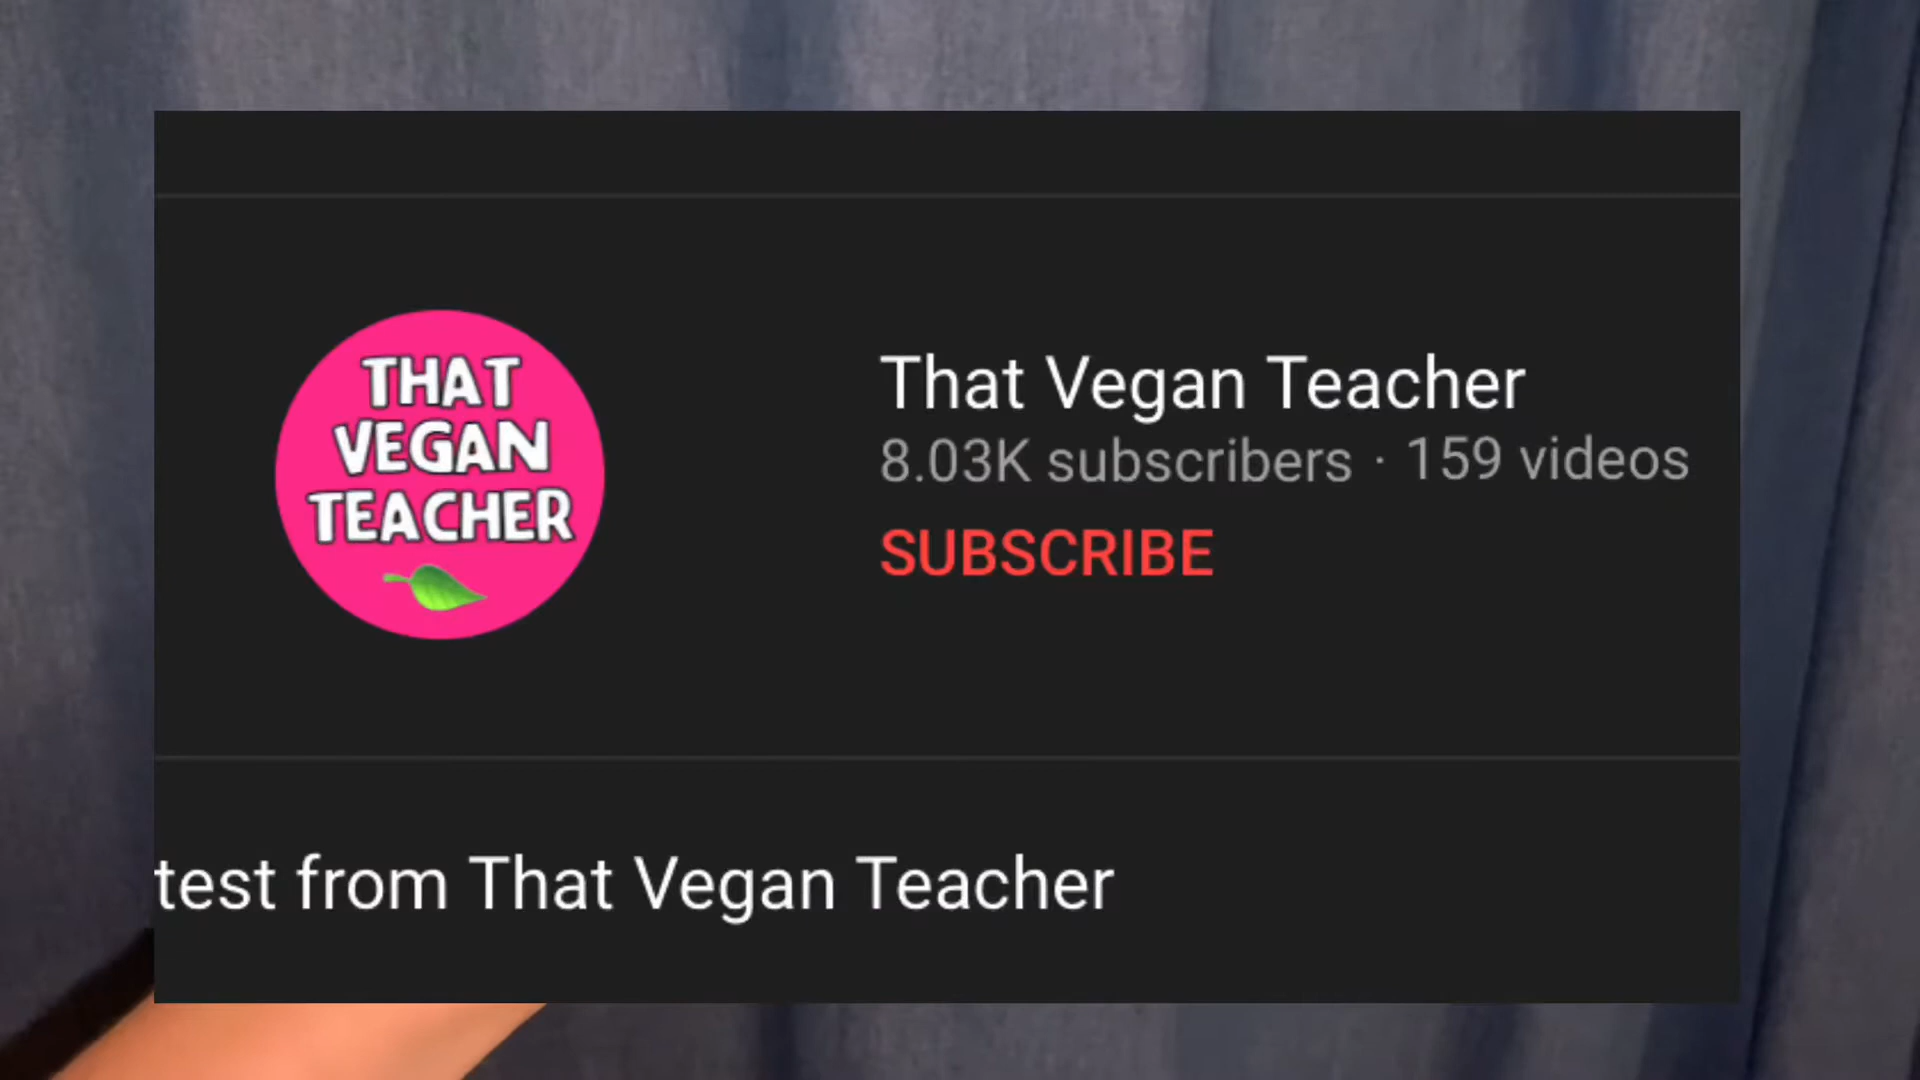 THAT
VEGAN
TEACHER
That Vegan Teacher
8.03K subscribers · 159 videos
SUBSCRIBE
test from That Vegan Teacher